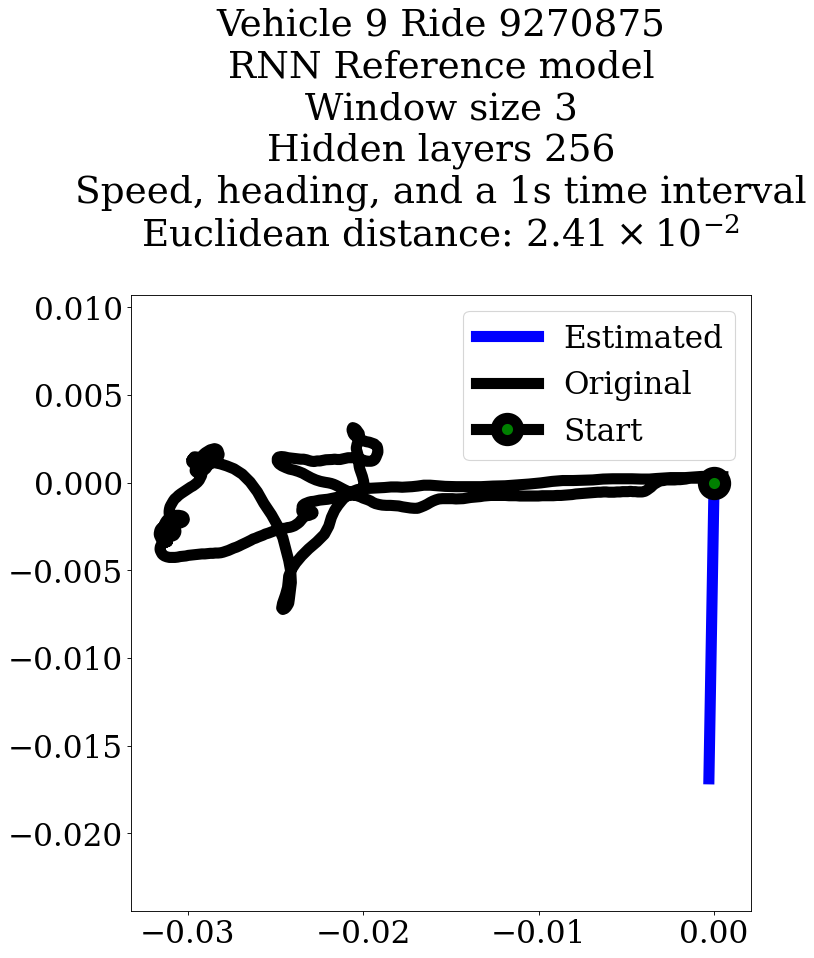 Vehicle 9 Ride 9270875
RNN Reference model
Window size 3
Hidden layers 256
Speed, heading, and a 1s time interval
Euclidean distance: 2.41 × 10⁻²
Estimated
Original
Start
0.010
0.005
0.000
−0.005
−0.010
−0.015
−0.020
−0.03 −0.02 −0.01 0.00